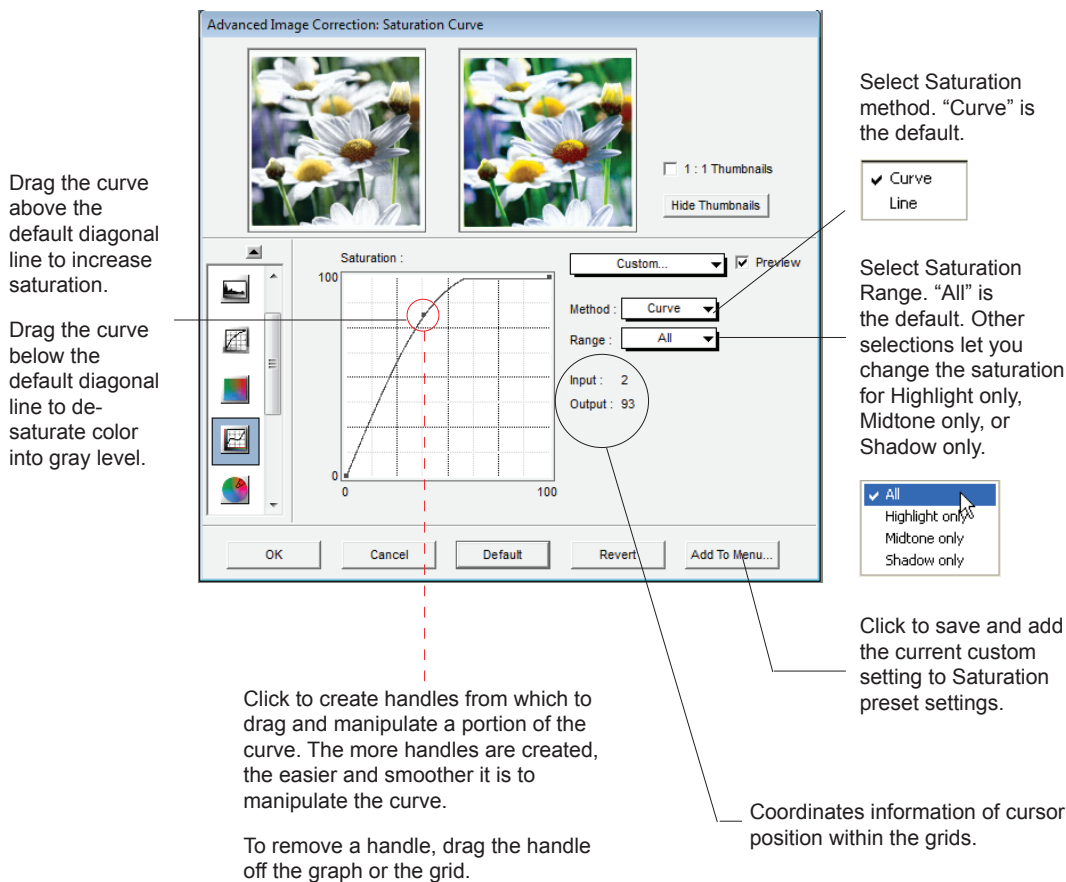 Advanced Image Correction: Saturation Curve
1 : 1 Thumbnails
Hide Thumbnails
Select Saturation
method. “Curve” is
the default.
Curve
Line
Drag the curve
above the
default diagonal
line to increase
saturation.
Drag the curve
below the
default diagonal
line to de-
saturate color
into gray level.
Saturation :
100
0
0
100
Custom...
Preview
Method :
Curve
Range :
All
Input : 2
Output : 93
Select Saturation
Range. “All” is
the default. Other
selections let you
change the saturation
for Highlight only,
Midtone only, or
Shadow only.
All
Highlight only
Midtone only
Shadow only
OK
Cancel
Default
Revert
Add To Menu...
Click to save and add
the current custom
setting to Saturation
preset settings.
Click to create handles from which to
drag and manipulate a portion of the
curve. The more handles are created,
the easier and smoother it is to
manipulate the curve.
To remove a handle, drag the handle
off the graph or the grid.
Coordinates information of cursor
position within the grids.